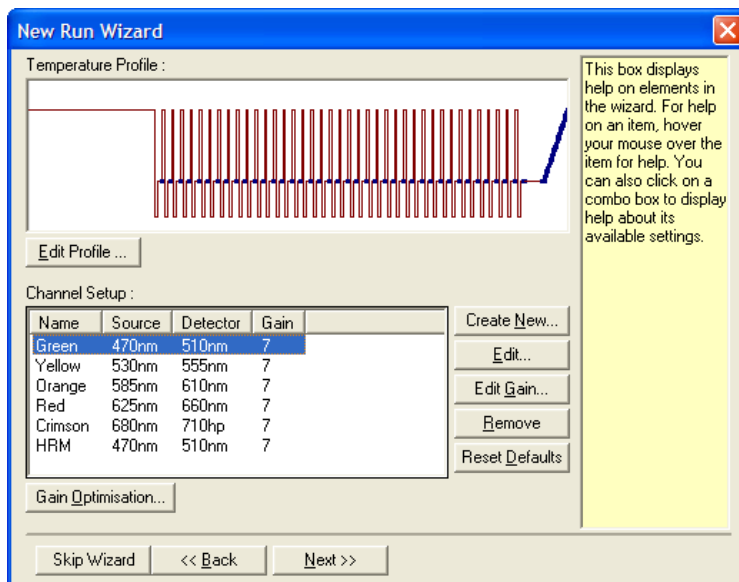 New Run Wizard
Temperature Profile :
This box displays
help on elements in
the wizard. For help
on an item, hover
your mouse over the
item for help. You
can also click on a
combo box to display
help about its
available settings.
Edit Profile ...
Channel Setup :
Name Source Detector Gain
Green 470nm 510nm 7
Yellow 530nm 555nm 7
Orange 585nm 610nm 7
Red 625nm 660nm 7
Crimson 680nm 710hp 7
HRM 470nm 510nm 7
Create New...
Edit...
Edit Gain...
Remove
Reset Defaults
Gain Optimisation...
Skip Wizard << Back Next >>